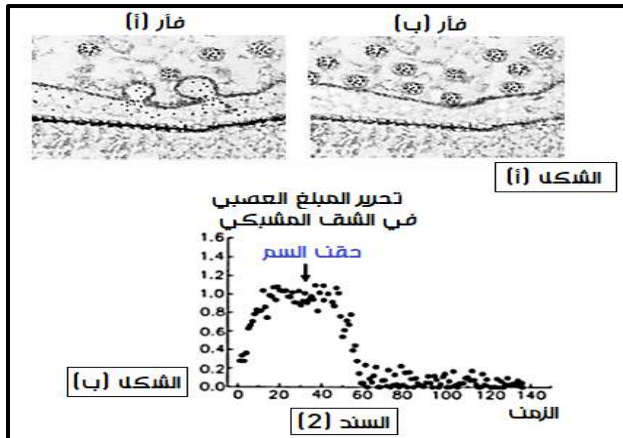 فأر (أ)
فأر (ب)
الشكل (أ)
تحرير المبلغ العصبي
في الشق المشبكي
حقن السم
1.6
1.4
1.2
1.0
0.8
0.6
0.4
0.2
0.0
0 20 40 60 80 100 120 140
الزمن
الشكل (ب)
السند (2)